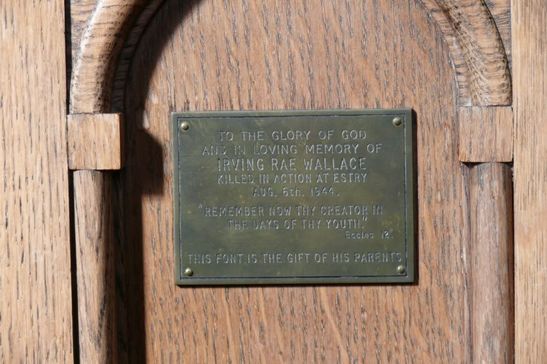 TO THE GLORY OF GOD
AND IN LOVING MEMORY OF
IRVING RAE WALLACE
KILLED IN ACTION AT ESTRY
AUG. 6th. 1944.
"REMEMBER NOW THY CREATOR IN
THE DAYS OF THY YOUTH."
Eccles 12.
THIS FONT IS THE GIFT OF HIS PARENTS